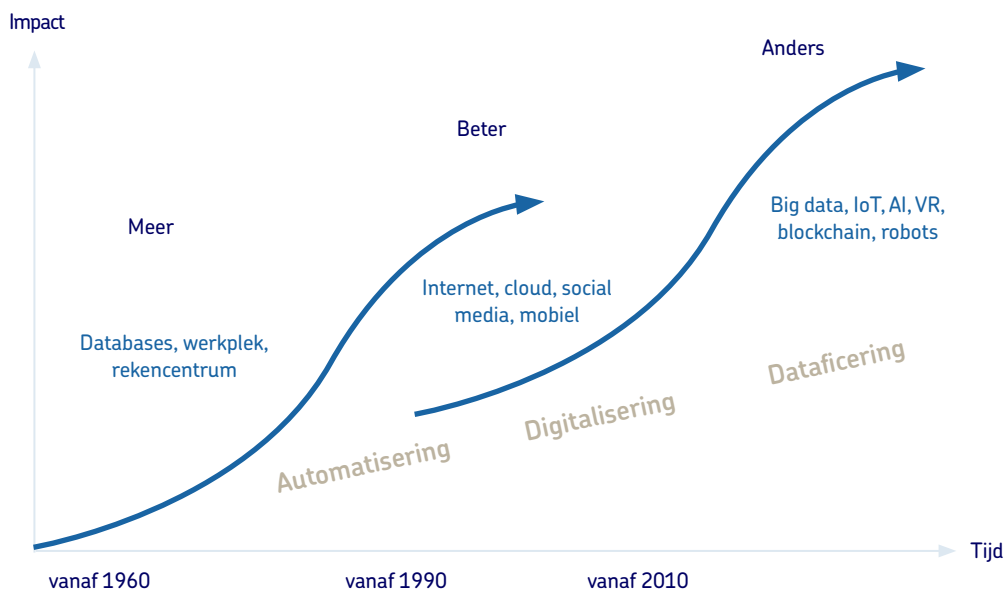 Impact
Anders
Beter
Meer
Big data, IoT, AI, VR,
blockchain, robots
Internet, cloud, social
media, mobiel
Databases, werkplek,
rekencentrum
Dataficering
Digitalisering
Automatisering
Tijd
vanaf 1960
vanaf 1990
vanaf 2010